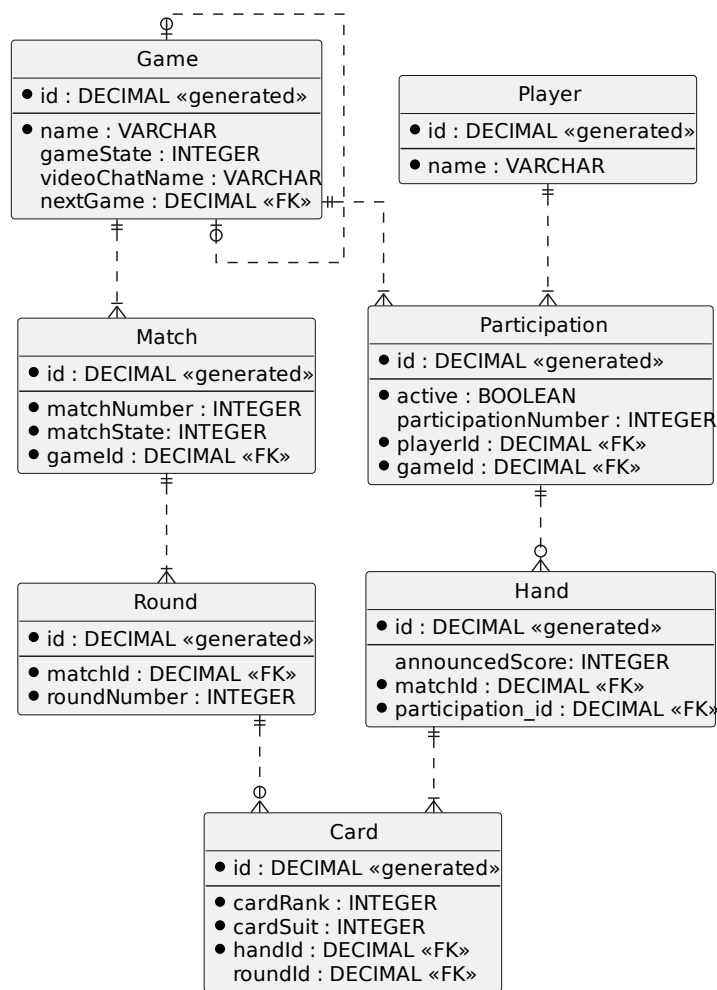 Game
id : DECIMAL «generated»
name : VARCHAR
gameState : INTEGER
videoChatName : VARCHAR
nextGame : DECIMAL «FK»
Player
id : DECIMAL «generated»
name : VARCHAR
Match
id : DECIMAL «generated»
matchNumber : INTEGER
matchState: INTEGER
gameId : DECIMAL «FK»
Participation
id : DECIMAL «generated»
active : BOOLEAN
participationNumber : INTEGER
playerId : DECIMAL «FK»
gameId : DECIMAL «FK»
Round
id : DECIMAL «generated»
matchId : DECIMAL «FK»
roundNumber : INTEGER
Hand
id : DECIMAL «generated»
announcedScore: INTEGER
matchId : DECIMAL «FK»
participation_id : DECIMAL «FK»
Card
id : DECIMAL «generated»
cardRank : INTEGER
cardSuit : INTEGER
handId : DECIMAL «FK»
roundId : DECIMAL «FK»